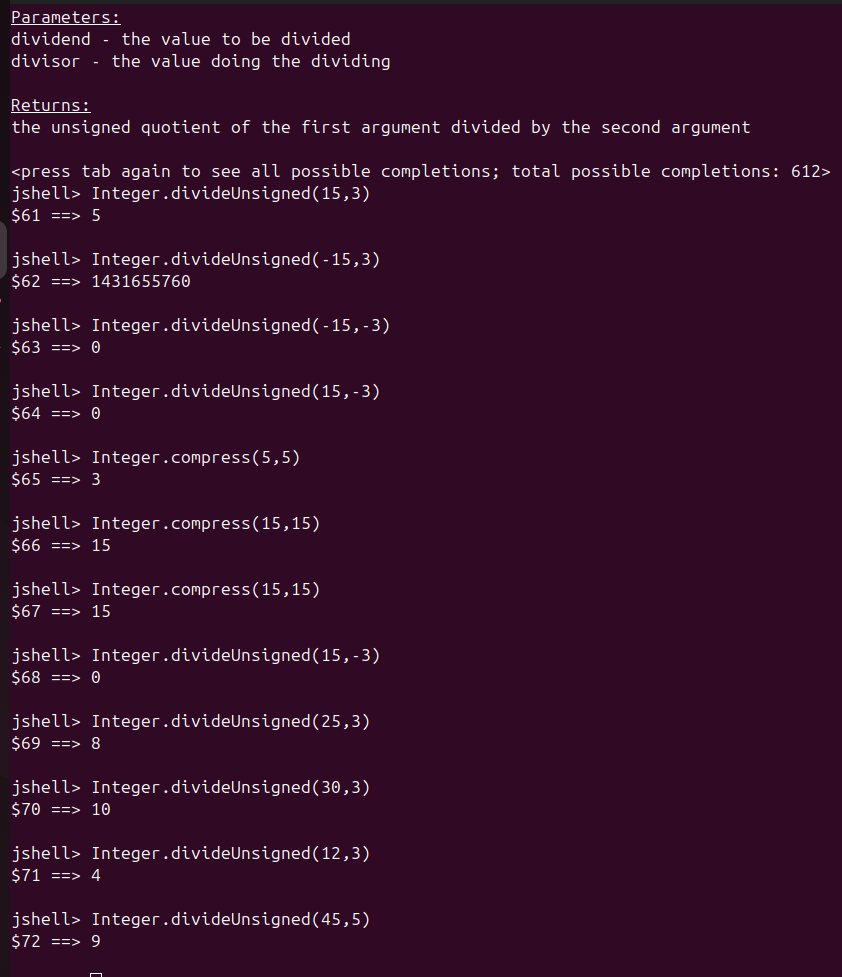 Parameters:
dividend - the value to be divided
divisor - the value doing the dividing
Returns:
the unsigned quotient of the first argument divided by the second argument
<press tab again to see all possible completions; total possible completions: 612>
jshell> Integer.divideUnsigned(15,3)
$61 ==> 5
jshell> Integer.divideUnsigned(-15,3)
$62 ==> 1431655760
jshell> Integer.divideUnsigned(-15,-3)
$63 ==> 0
jshell> Integer.divideUnsigned(15,-3)
$64 ==> 0
jshell> Integer.compress(5,5)
$65 ==> 3
jshell> Integer.compress(15,15)
$66 ==> 15
jshell> Integer.compress(15,15)
$67 ==> 15
jshell> Integer.divideUnsigned(15,-3)
$68 ==> 0
jshell> Integer.divideUnsigned(25,3)
$69 ==> 8
jshell> Integer.divideUnsigned(30,3)
$70 ==> 10
jshell> Integer.divideUnsigned(12,3)
$71 ==> 4
jshell> Integer.divideUnsigned(45,5)
$72 ==> 9